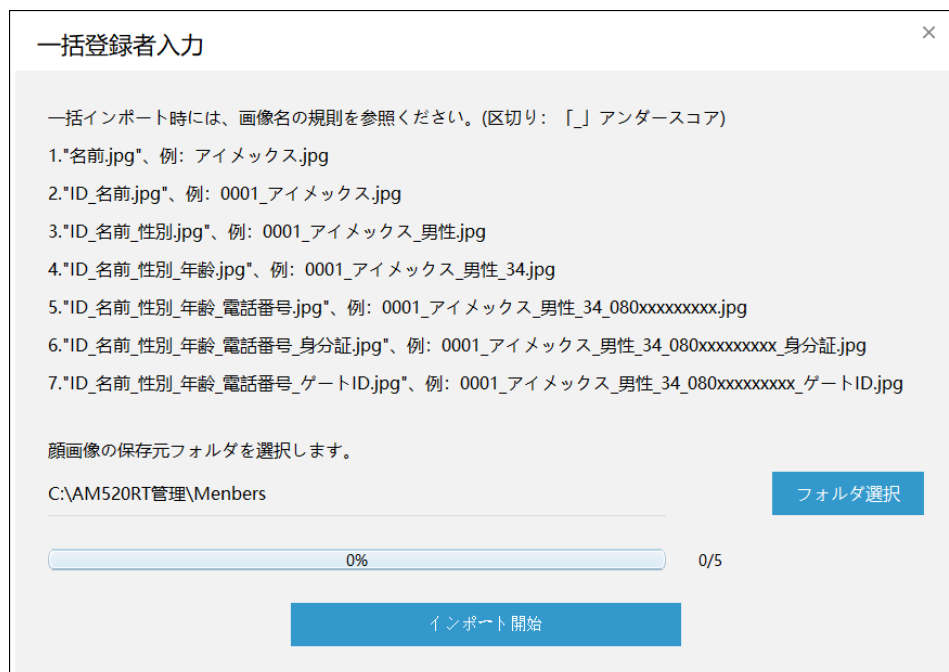 一括登録者入力
×
一括インポート時には、画像名の規則を参照ください。(区切り：「_」アンダースコア)
1."名前.jpg"、例：アイメックス.jpg
2."ID_名前.jpg"、例：0001_アイメックス.jpg
3."ID_名前_性別.jpg"、例：0001_アイメックス_男性.jpg
4."ID_名前_性別_年齢.jpg"、例：0001_アイメックス_男性_34.jpg
5."ID_名前_性別_年齢_電話番号.jpg"、例：0001_アイメックス_男性_34_080xxxxxxxxx.jpg
6."ID_名前_性別_年齢_電話番号_身分証.jpg"、例：0001_アイメックス_男性_34_080xxxxxxxxx_身分証.jpg
7."ID_名前_性別_年齢_電話番号_ゲートID.jpg"、例：0001_アイメックス_男性_34_080xxxxxxxxx_ゲートID.jpg
顔画像の保存元フォルダを選択します。
C:\AM520RT管理\Menbers
フォルダ選択
0%
0/5
インポート開始